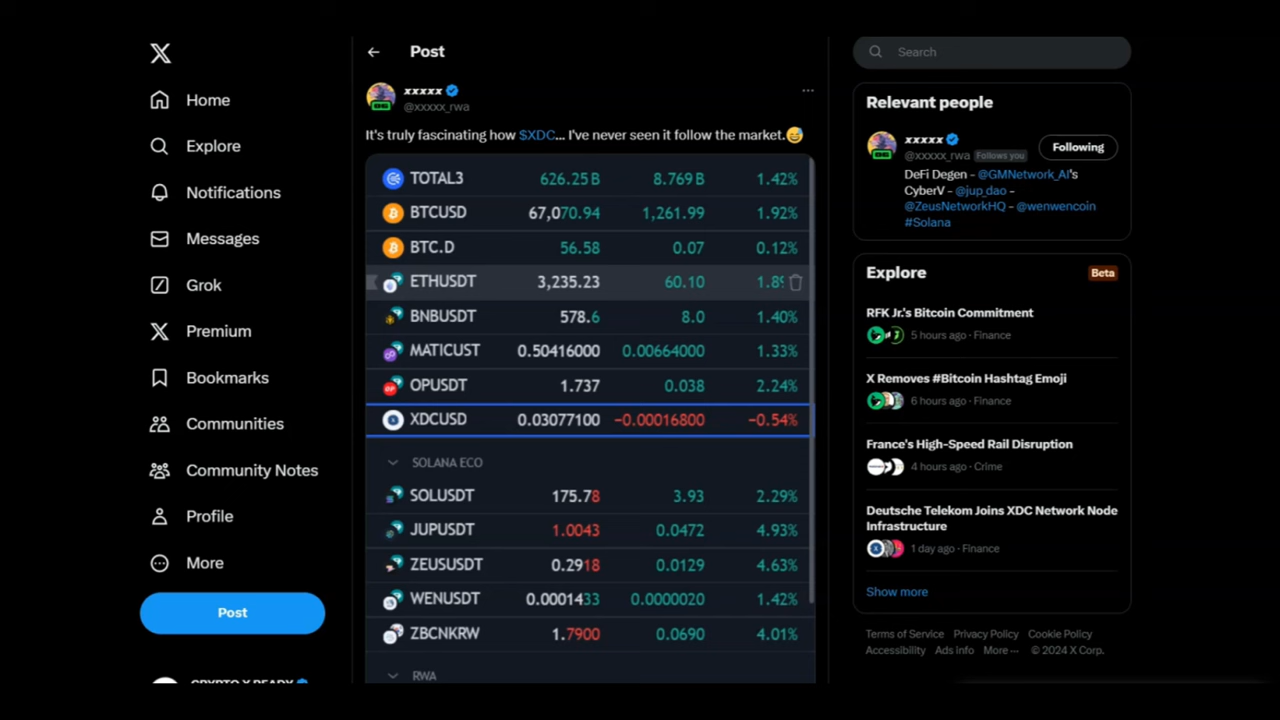 Home
Explore
Notifications
Messages
Grok
Premium
Bookmarks
Communities
Community Notes
Profile
More
Post
CRYPTO X READY
Post
xxxxx
@xxxxx_rwa
It's truly fascinating how $XDC... I've never seen it follow the market.😅
TOTAL3 626.25 B 8.769 B 1.42%
BTCUSD 67,070.94 1,261.99 1.92%
BTC.D 56.58 0.07 0.12%
ETHUSDT 3,235.23 60.10 1.89
BNBUSDT 578.6 8.0 1.40%
MATICUST 0.50416000 0.00664000 1.33%
OPUSDT 1.737 0.038 2.24%
XDCUSD 0.03077100 −0.00016800 −0.54%
SOLANA ECO
SOLUSDT 175.78 3.93 2.29%
JUPUSDT 1.0043 0.0472 4.93%
ZEUSUSDT 0.2918 0.0129 4.63%
WENUSDT 0.0001433 0.0000020 1.42%
ZBCNKRW 1.7900 0.0690 4.01%
RWA
Search
Relevant people
xxxxx
@xxxxx_rwa Follows you
Following
DeFi Degen - @GMNetwork_AI's
CyberV - @jup_dao -
@ZeusNetworkHQ - @wenwencoin
#Solana
Explore
Beta
RFK Jr.'s Bitcoin Commitment
5 hours ago · Finance
X Removes #Bitcoin Hashtag Emoji
6 hours ago · Finance
France's High-Speed Rail Disruption
4 hours ago · Crime
Deutsche Telekom Joins XDC Network Node
Infrastructure
1 day ago · Finance
Show more
Terms of Service Privacy Policy Cookie Policy
Accessibility Ads info More ··· © 2024 X Corp.